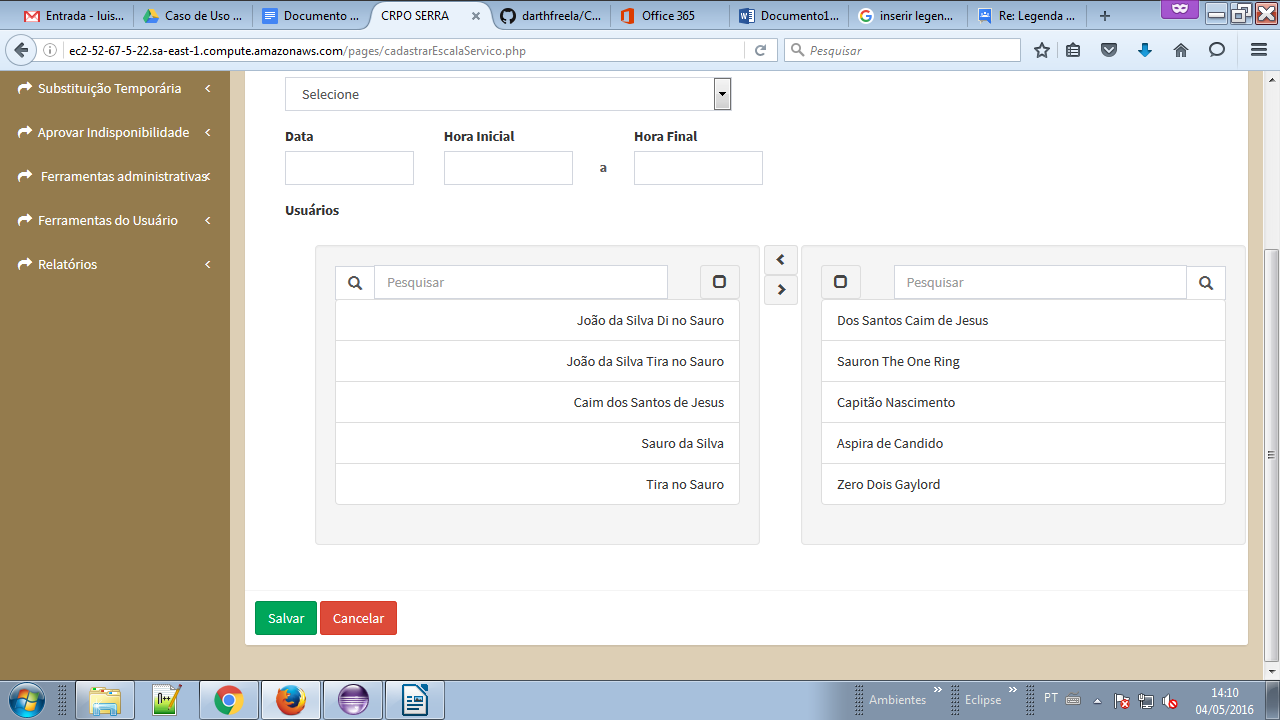 Entrada - luis...
Caso de Uso ...
Documento ...
CRPO SERRA
darthfreela/C...
Office 365
Documento1...
inserir legen...
Re: Legenda ...
ec2-52-67-5-22.sa-east-1.compute.amazonaws.com/pages/cadastrarEscalaServico.php
Pesquisar
Substituição Temporária
Aprovar Indisponibilidade
Ferramentas administrativas
Ferramentas do Usuário
Relatórios
Selecione
Data
Hora Inicial
Hora Final
a
Usuários
Pesquisar
Pesquisar
João da Silva Di no Sauro
João da Silva Tira no Sauro
Caim dos Santos de Jesus
Sauro da Silva
Tira no Sauro
Dos Santos Caim de Jesus
Sauron The One Ring
Capitão Nascimento
Aspira de Candido
Zero Dois Gaylord
Salvar
Cancelar
Ambientes
Eclipse
PT
14:10
04/05/2016